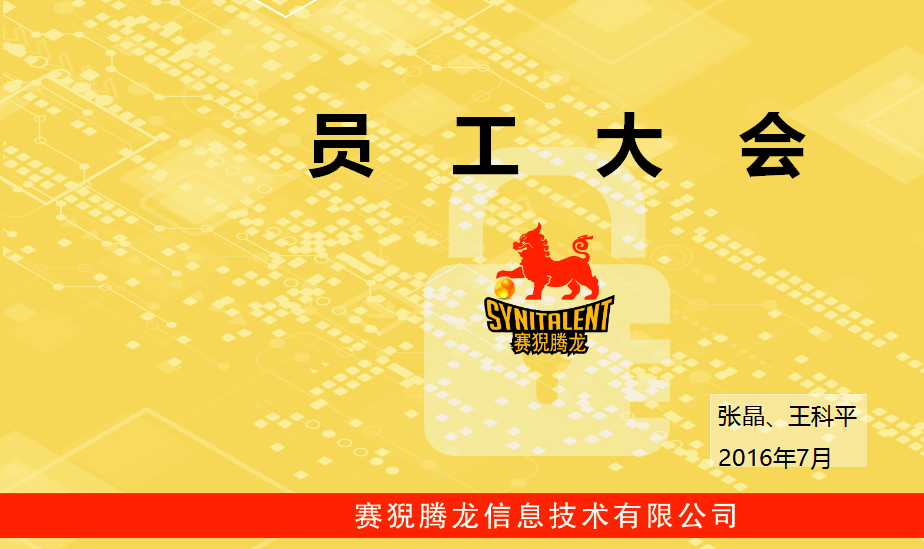 员工大会
SYNITALENT
赛猊腾龙
张晶、王科平
2016年7月
赛猊腾龙信息技术有限公司